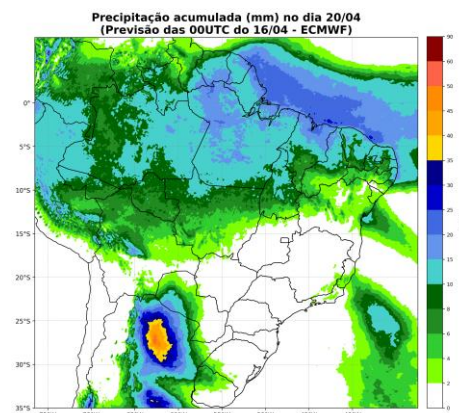 Precipitação acumulada (mm) no dia 20/04
(Previsão das 00UTC do 16/04 - ECMWF)
90
60
50
45
40
35
30
25
20
15
10
8
6
4
2
0
0°
5°S
10°S
15°S
20°S
25°S
30°S
35°S